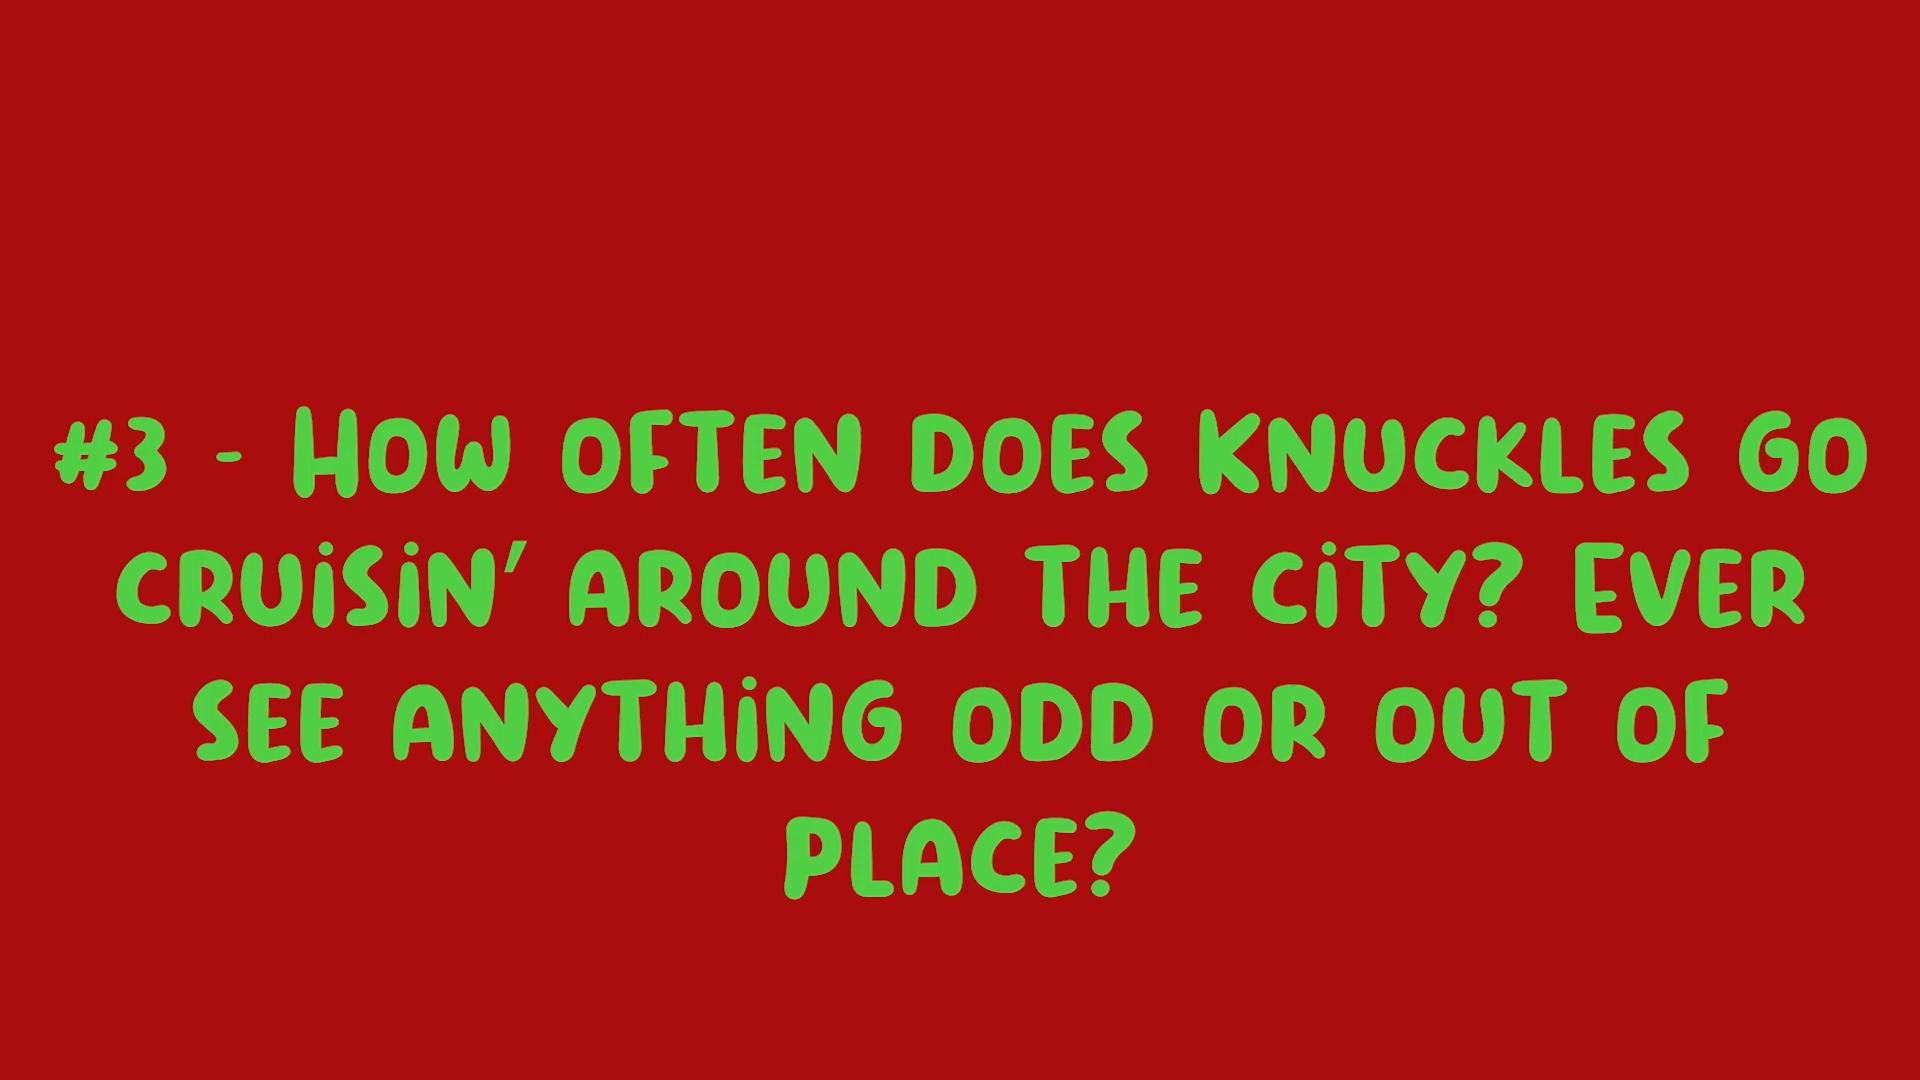 #3 - How often does Knuckles go
cruisin' around the city? Ever
see anything odd or out of
place?